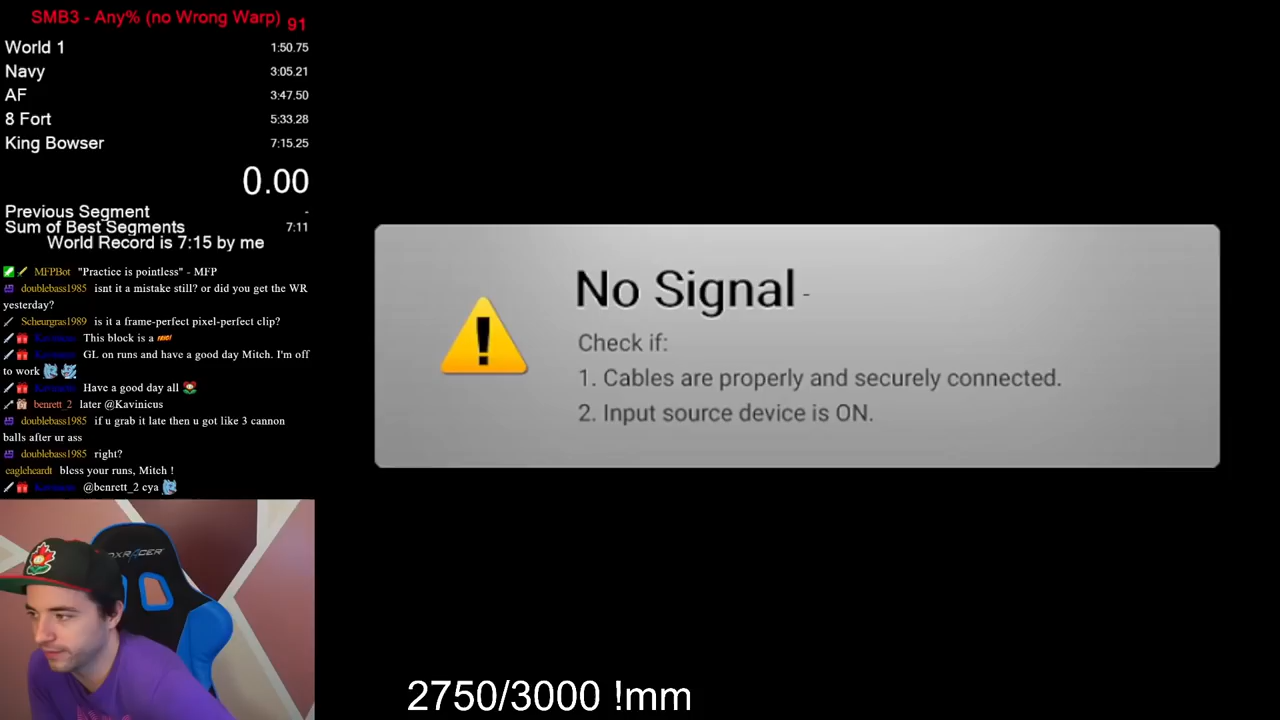 SMB3 - Any% (no Wrong Warp) 91
World 1 1:50.75
Navy 3:05.21
AF 3:47.50
8 Fort 5:33.28
King Bowser 7:15.25
0.00
Previous Segment -
Sum of Best Segments 7:11
World Record is 7:15 by me
MFPBot "Practice is pointless" - MFP
doublebass1985 isnt it a mistake still? or did you get the WR
yesterday?
Scheurgras1989 is it a frame-perfect pixel-perfect clip?
Kavinicus This block is a
Kavinicus GL on runs and have a good day Mitch. I'm off
to work
Kavinicus Have a good day all
benrett_2 later @Kavinicus
doublebass1985 if u grab it late then u got like 3 cannon
balls after ur ass
doublebass1985 right?
eagleheardt bless your runs, Mitch !
Kavinicus @benrett_2 cya
No Signal -
Check if:
1. Cables are properly and securely connected.
2. Input source device is ON.
DXRACER
2750/3000 !mm